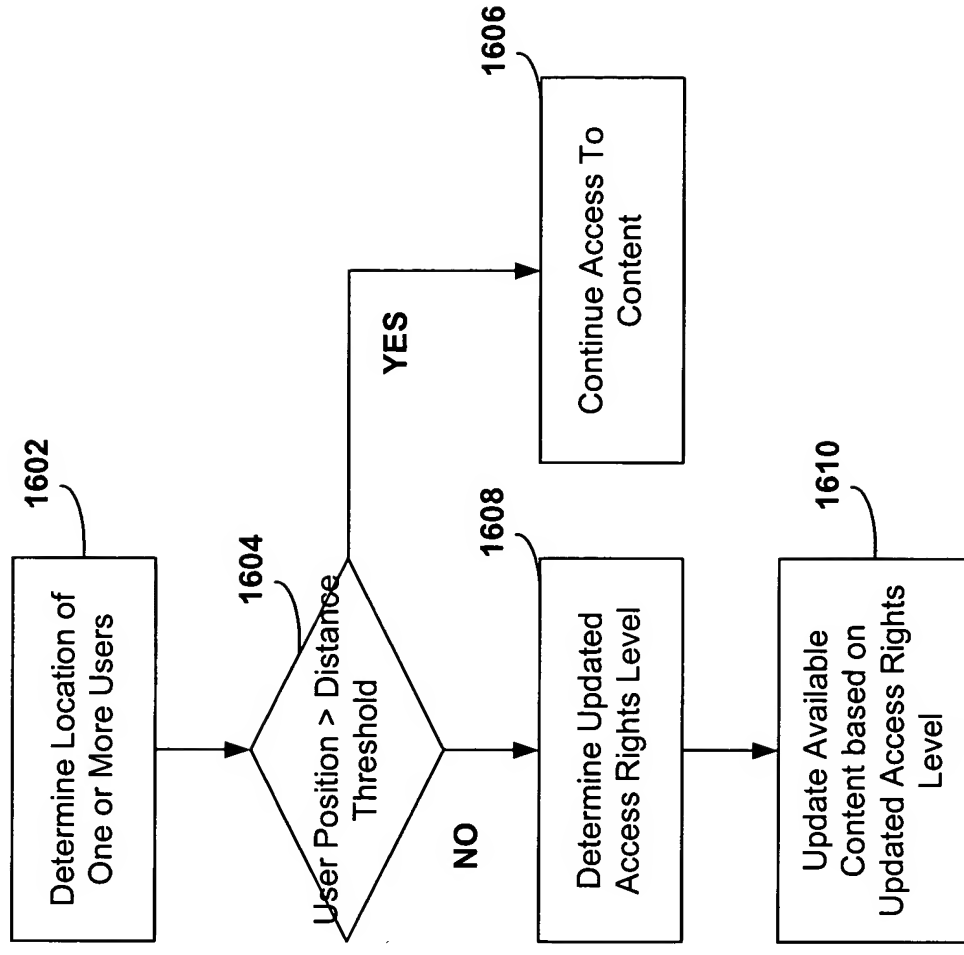 1602
Determine Location of
One or More Users
1604
User Position > Distance
Threshold
YES
1606
Continue Access To
Content
NO
1608
Determine Updated
Access Rights Level
1610
Update Available
Content based on
Updated Access Rights
Level